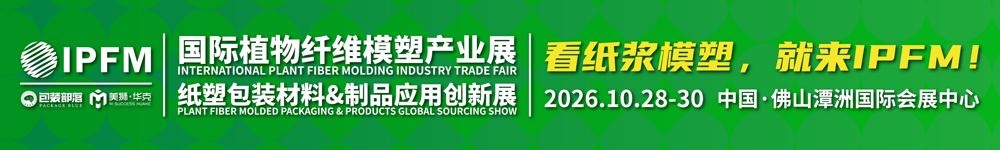 IPFM
包装部落
PACKAGE BLUE
美狮·华克
M.SUCCESS HUAKE
国际植物纤维模塑产业展
INTERNATIONAL PLANT FIBER MOLDING INDUSTRY TRADE FAIR
纸塑包装材料&制品应用创新展
PLANT FIBER MOLDED PACKAGING & PRODUCTS GLOBAL SOURCING SHOW
看纸浆模塑，就来IPFM!
2026.10.28-30 中国·佛山潭洲国际会展中心